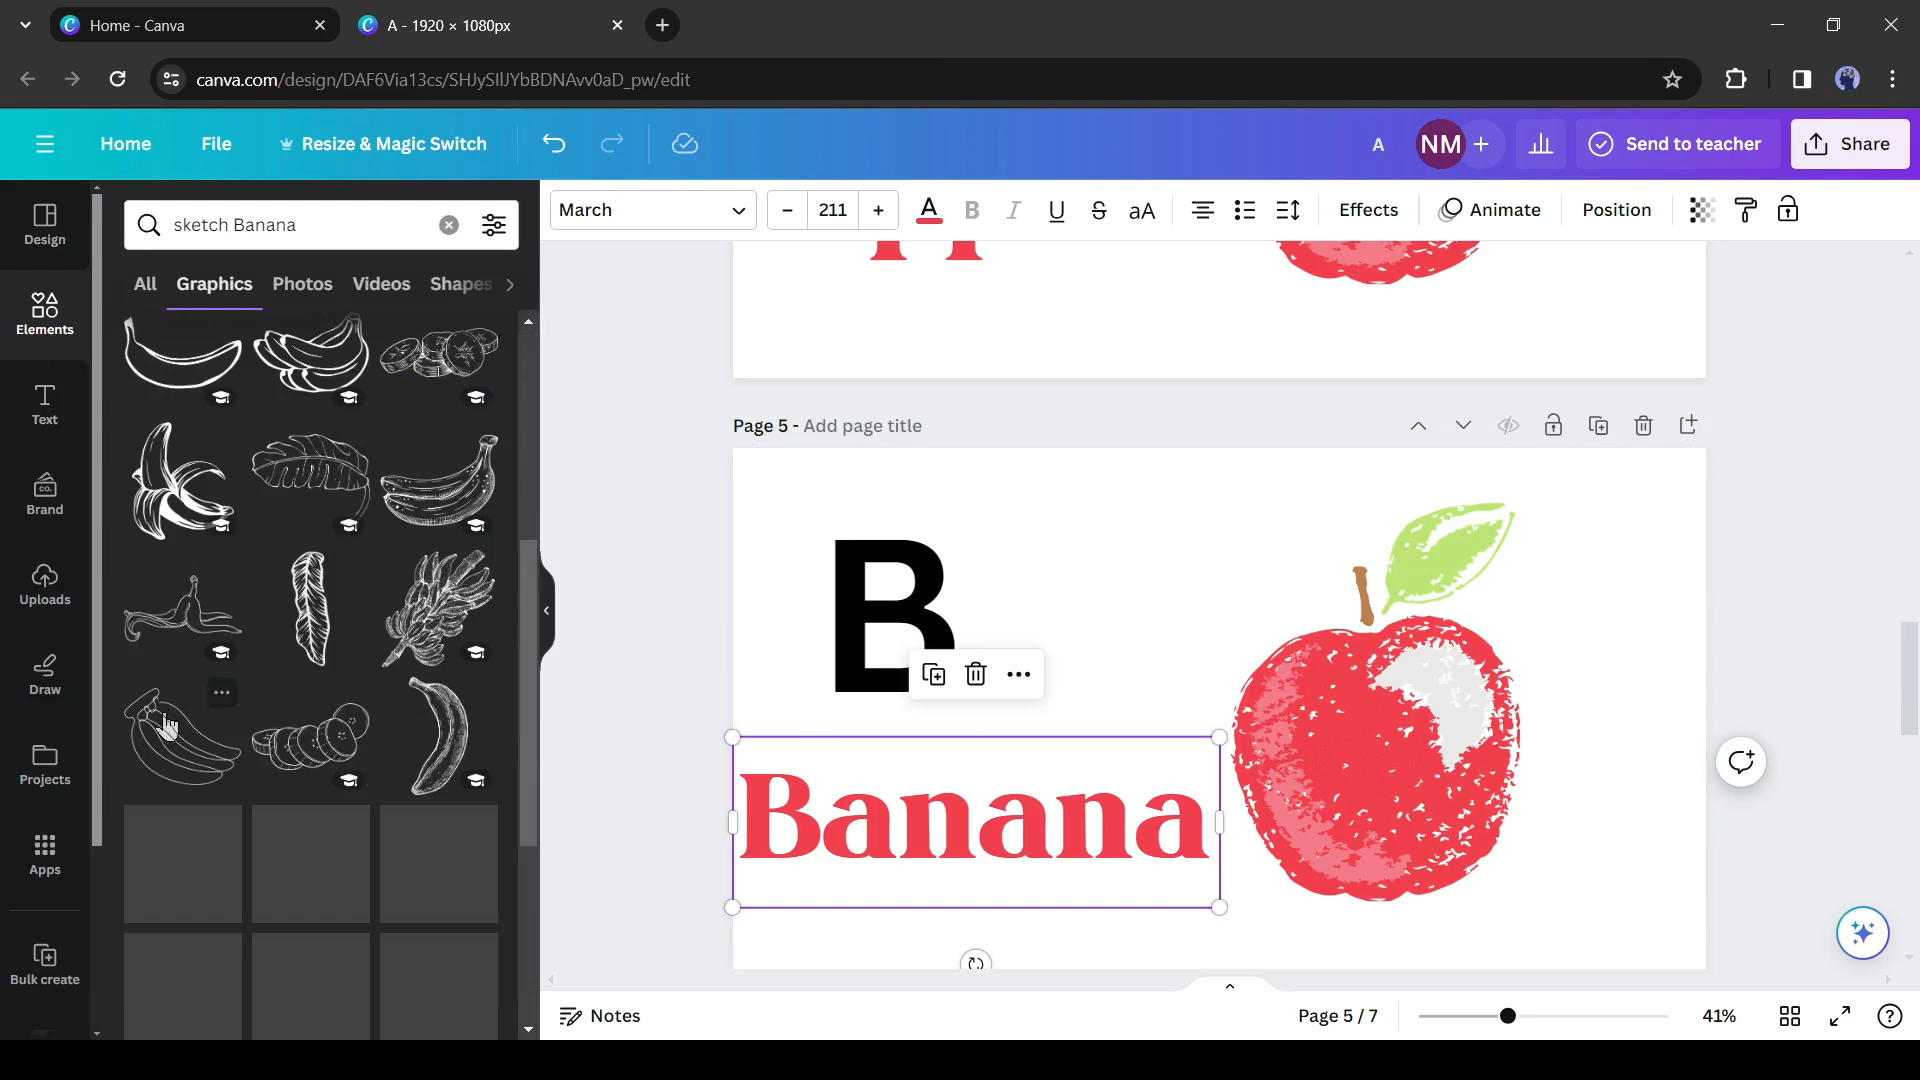 Home - Canva
A - 1920 × 1080px
canva.com/design/DAF6Via13cs/SHJySIlJYbBDNAvv0aD_pw/edit
Home
File
Resize & Magic Switch
A
NM
Send to teacher
Share
Design
Elements
Text
Brand
Uploads
Draw
Projects
Apps
Bulk create
sketch Banana
All
Graphics
Photos
Videos
Shapes
March
211
A
B
I
U
S
aA
Effects
Animate
Position
Page 5 - Add page title
B
Banana
Notes
Page 5 / 7
41%